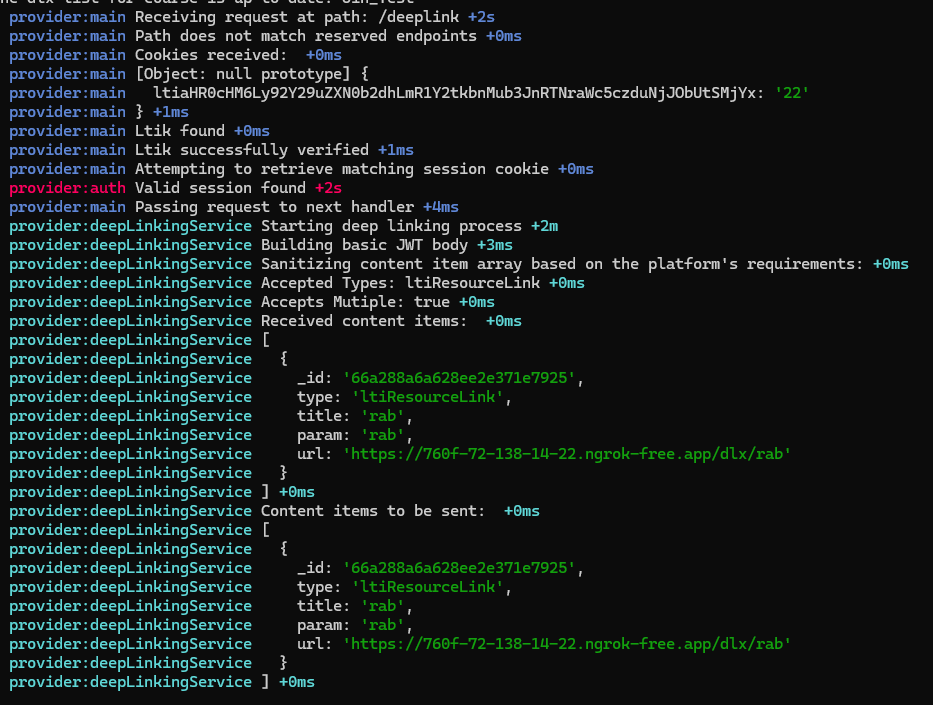 provider:main Receiving request at path: /deeplink +2s
provider:main Path does not match reserved endpoints +0ms
provider:main Cookies received:  +0ms
provider:main [Object: null prototype] {
provider:main   ltiaHR0cHM6Ly92Y29uZXN0b2dhLmR1Y2tkbnMub3JnRTNraWc5czduNjJObUtSMjYx: '22'
provider:main } +1ms
provider:main Ltik found +0ms
provider:main Ltik successfully verified +1ms
provider:main Attempting to retrieve matching session cookie +0ms
provider:auth Valid session found +2s
provider:main Passing request to next handler +4ms
provider:deepLinkingService Starting deep linking process +2m
provider:deepLinkingService Building basic JWT body +3ms
provider:deepLinkingService Sanitizing content item array based on the platform's requirements: +0ms
provider:deepLinkingService Accepted Types: ltiResourceLink +0ms
provider:deepLinkingService Accepts Mutiple: true +0ms
provider:deepLinkingService Received content items:  +0ms
provider:deepLinkingService [
provider:deepLinkingService   {
provider:deepLinkingService     _id: '66a288a6a628ee2e371e7925',
provider:deepLinkingService     type: 'ltiResourceLink',
provider:deepLinkingService     title: 'rab',
provider:deepLinkingService     param: 'rab',
provider:deepLinkingService     url: 'https://760f-72-138-14-22.ngrok-free.app/dlx/rab'
provider:deepLinkingService   }
provider:deepLinkingService ] +0ms
provider:deepLinkingService Content items to be sent:  +0ms
provider:deepLinkingService [
provider:deepLinkingService   {
provider:deepLinkingService     _id: '66a288a6a628ee2e371e7925',
provider:deepLinkingService     type: 'ltiResourceLink',
provider:deepLinkingService     title: 'rab',
provider:deepLinkingService     param: 'rab',
provider:deepLinkingService     url: 'https://760f-72-138-14-22.ngrok-free.app/dlx/rab'
provider:deepLinkingService   }
provider:deepLinkingService ] +0ms